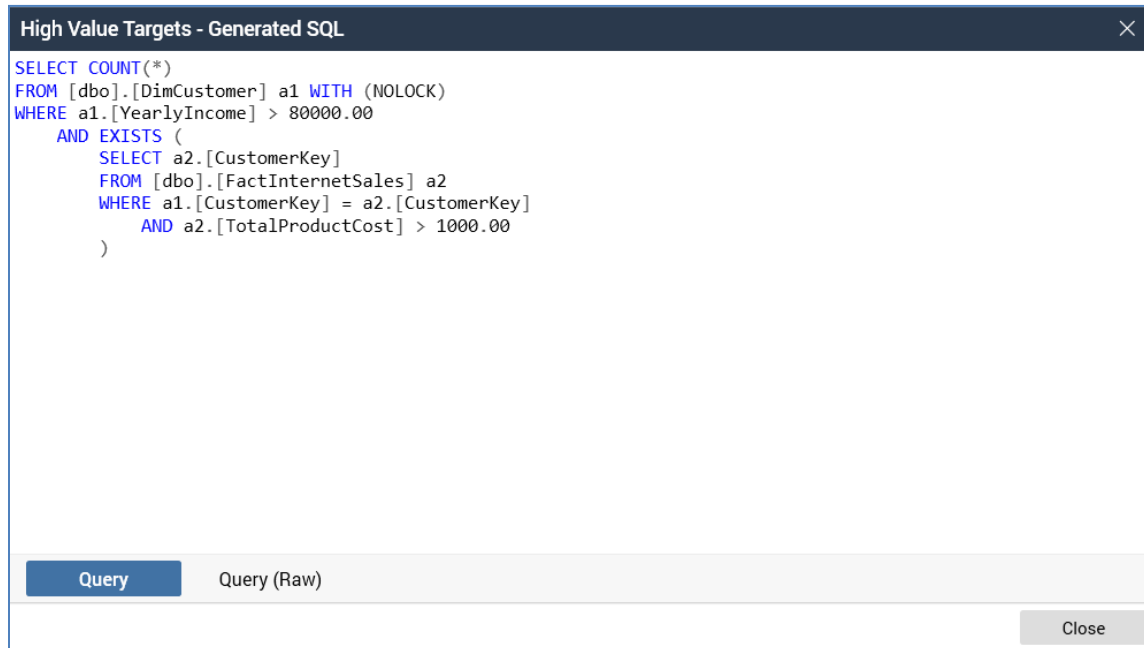 High Value Targets - Generated SQL
SELECT COUNT(*)
FROM [dbo].[DimCustomer] a1 WITH (NOLOCK)
WHERE a1.[YearlyIncome] > 80000.00
    AND EXISTS (
        SELECT a2.[CustomerKey]
        FROM [dbo].[FactInternetSales] a2
        WHERE a1.[CustomerKey] = a2.[CustomerKey]
            AND a2.[TotalProductCost] > 1000.00
        )
Query Query (Raw)
Close